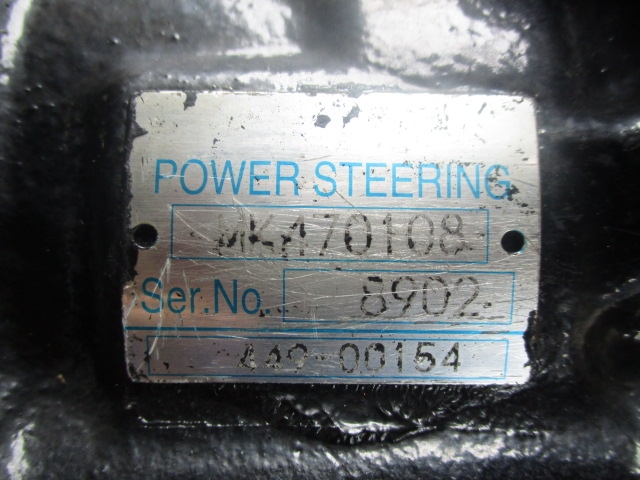 POWER STEERING
MK470108
Ser.No. 8902
449-00154